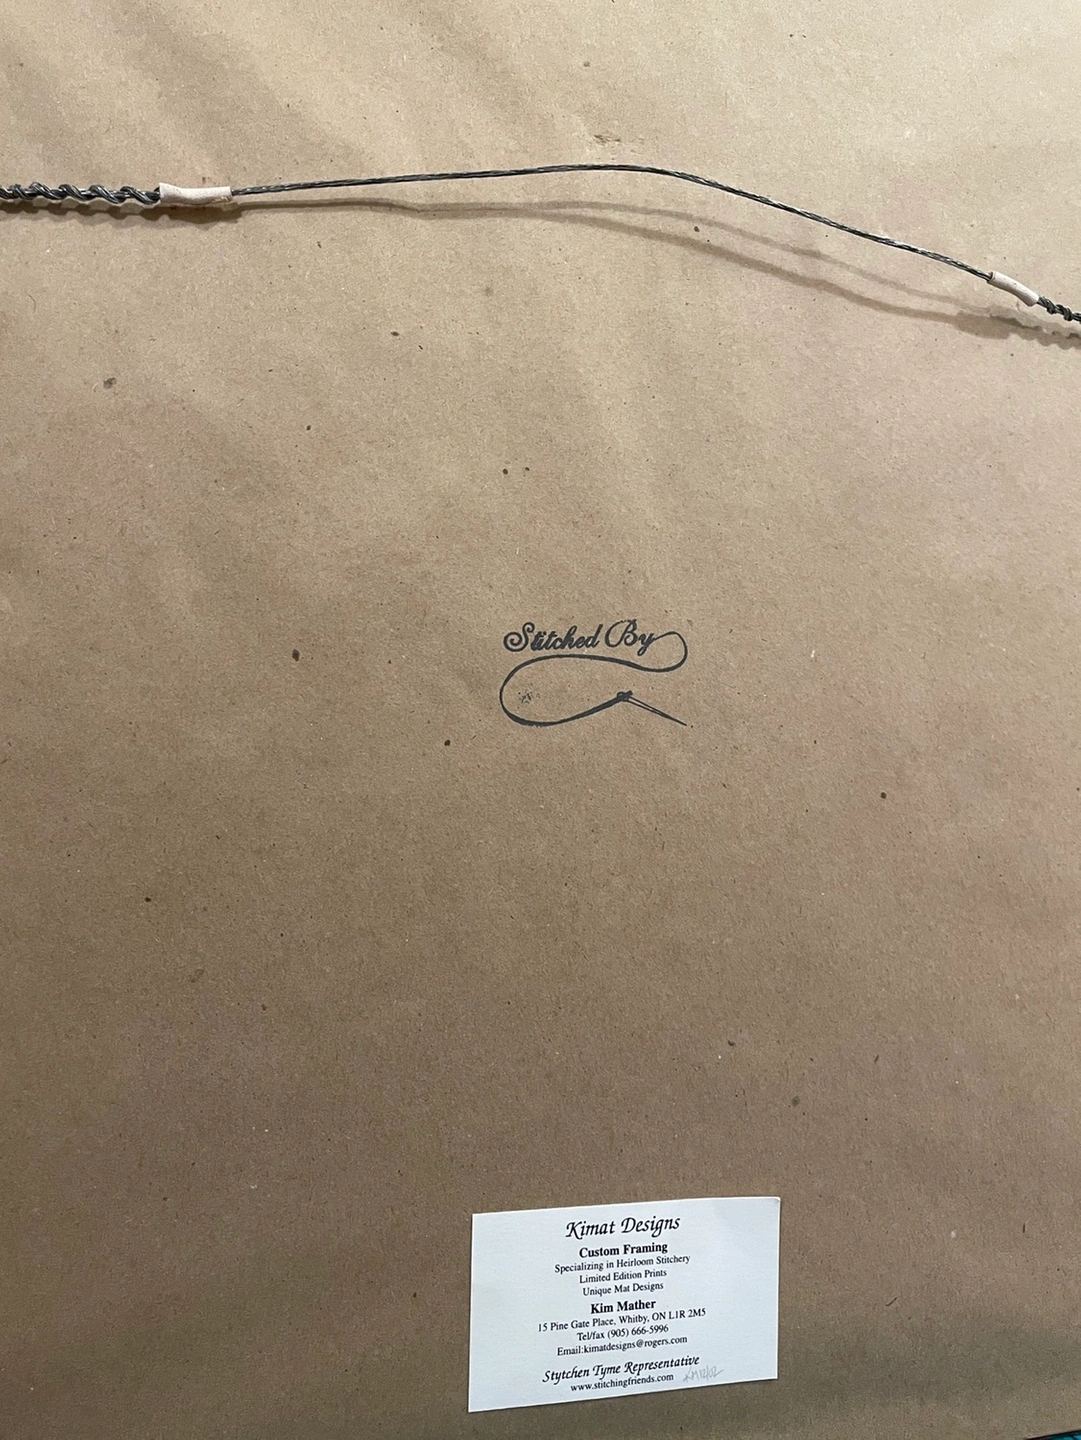 Stitched By
Kimat Designs
Custom Framing
Specializing in Heirloom Stitchery
Limited Edition Prints
Unique Mat Designs
Kim Mather
15 Pine Gate Place, Whitby, ON L1R 2M5
Tel/fax (905) 666-5996
Email:kimatdesigns@rogers.com
Stytchen Tyme Representative
www.stitchingfriends.com